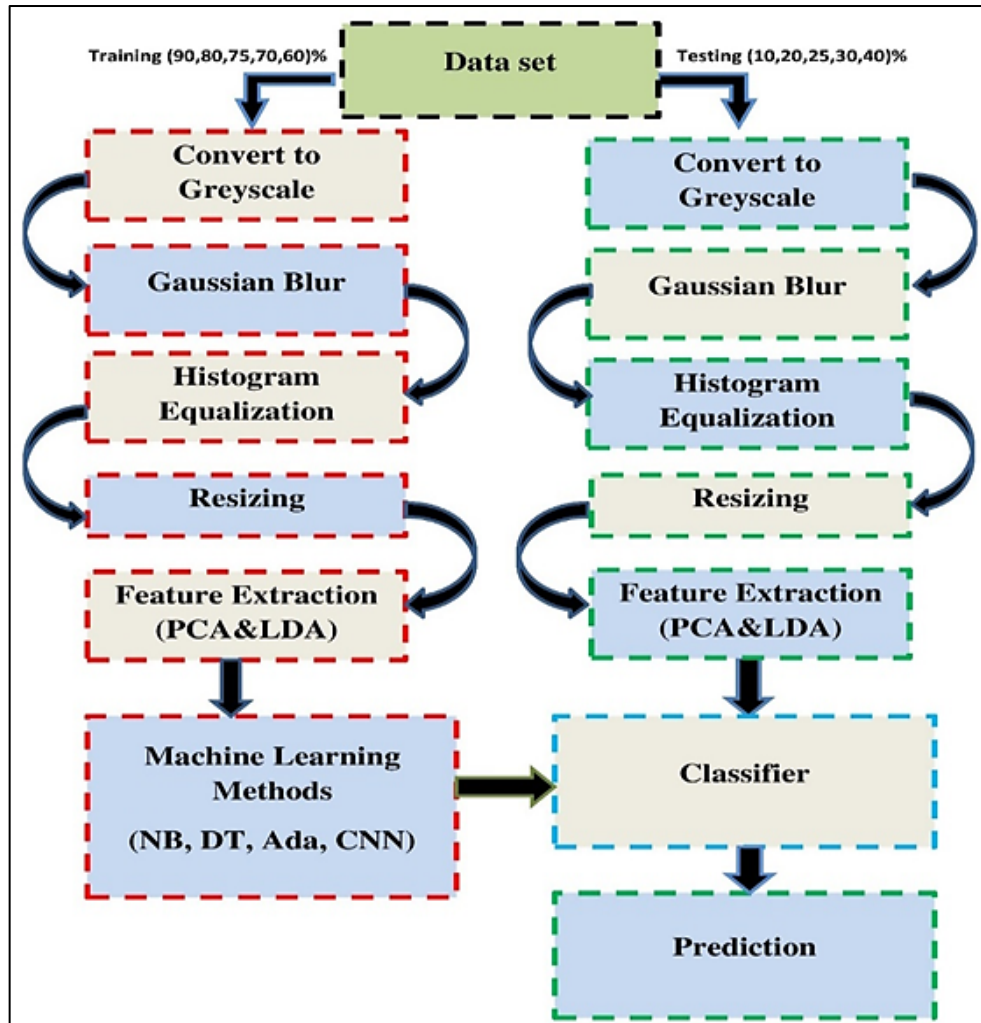 Training (90,80,75,70,60)%
Data set
Testing (10,20,25,30,40)%
Convert to
Greyscale
Gaussian Blur
Histogram
Equalization
Resizing
Feature Extraction
(PCA&LDA)
Machine Learning
Methods
(NB, DT, Ada, CNN)
Convert to
Greyscale
Gaussian Blur
Histogram
Equalization
Resizing
Feature Extraction
(PCA&LDA)
Classifier
Prediction